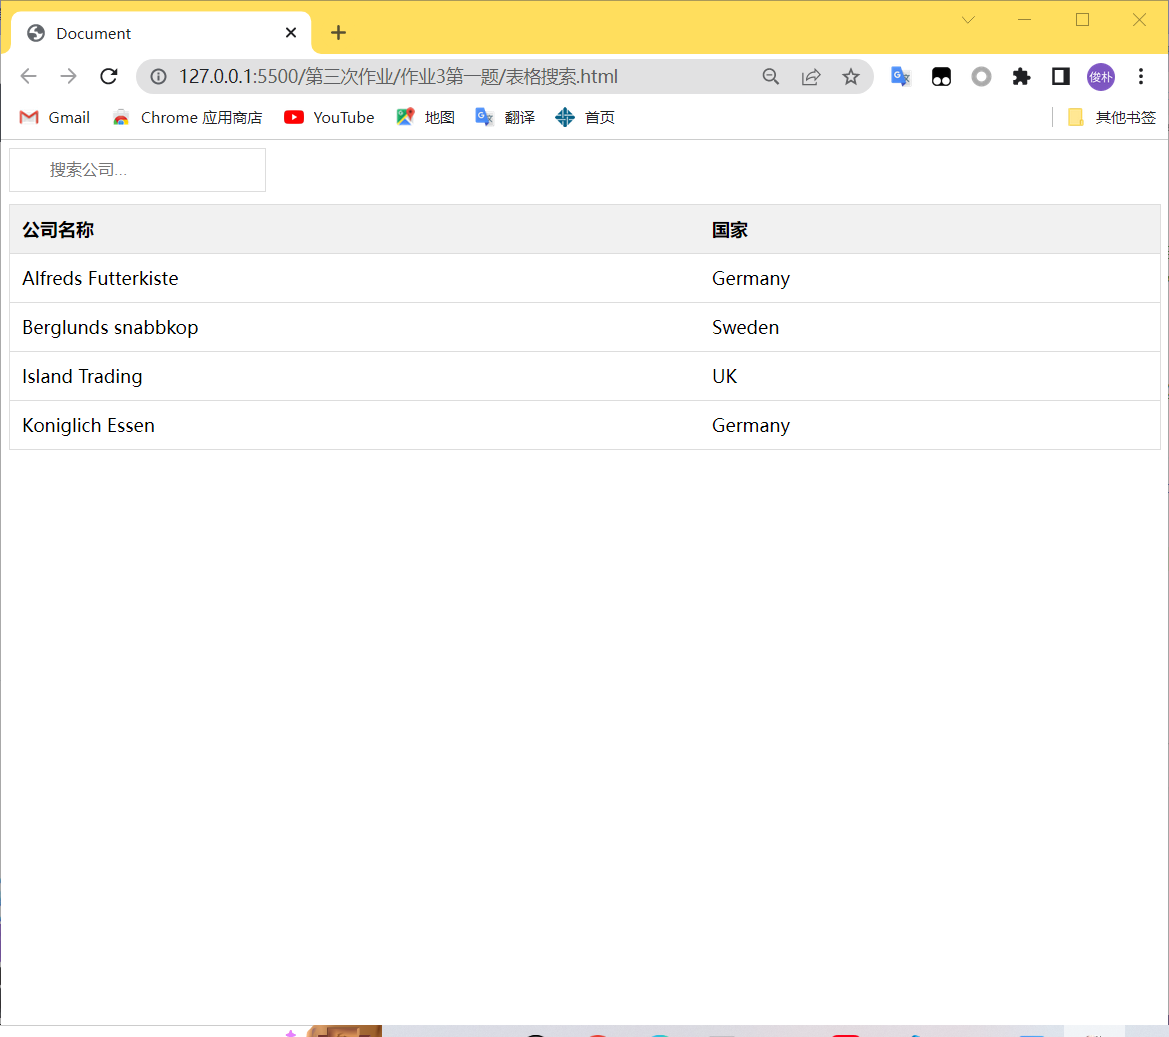 Document
127.0.0.1:5500/第三次作业/作业3第一题/表格搜索.html
俊朴
Gmail Chrome 应用商店 YouTube 地图 翻译 首页 其他书签
搜索公司...
公司名称 国家
Alfreds Futterkiste Germany
Berglunds snabbkop Sweden
Island Trading UK
Koniglich Essen Germany